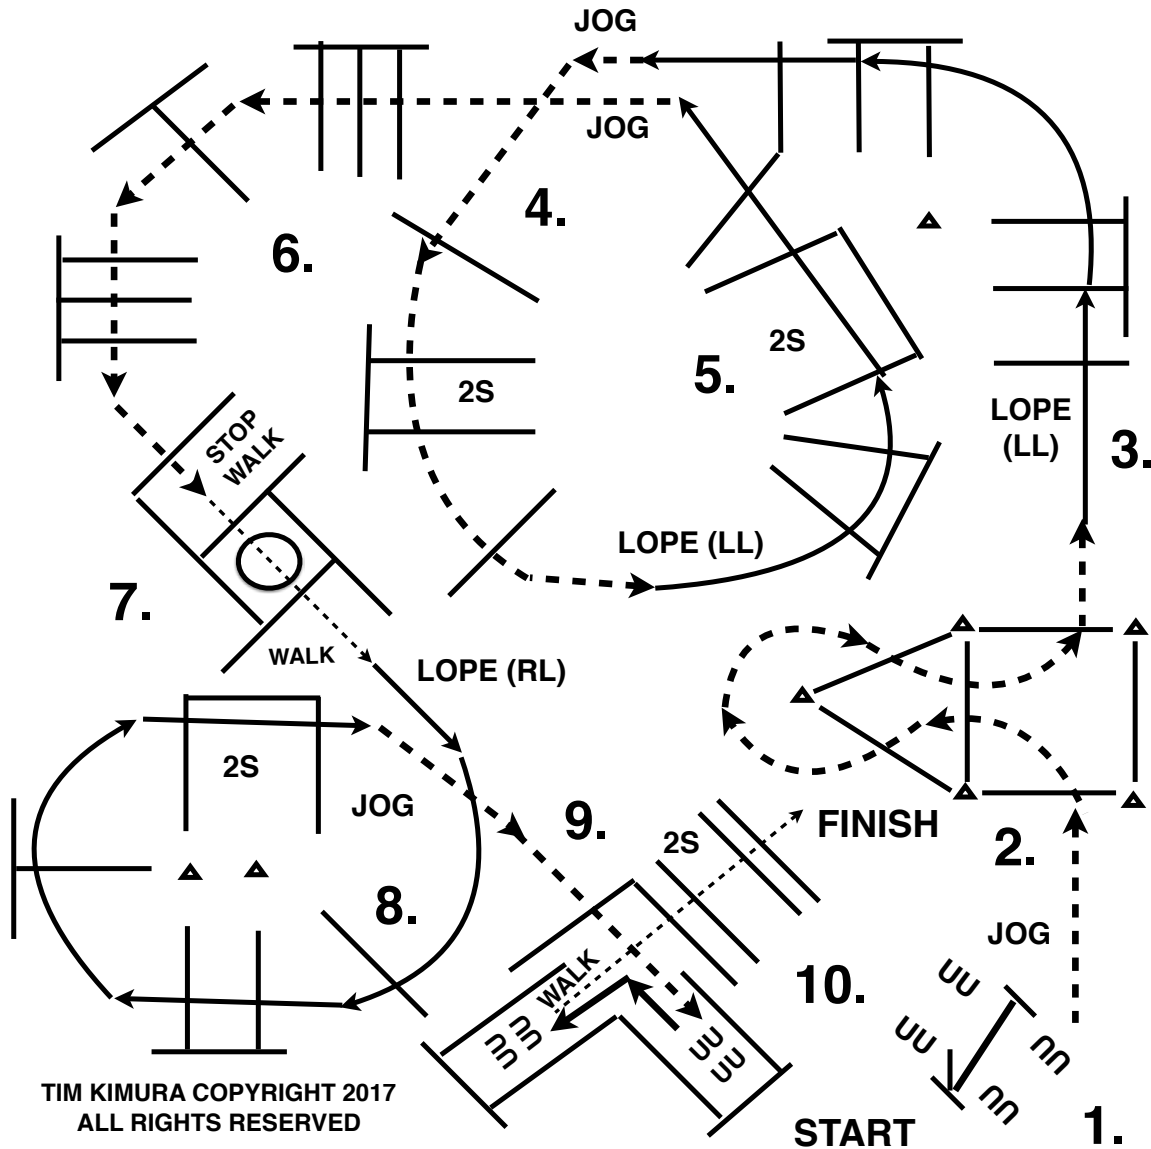 JOG
JOG
4.
6.
2S
5.
2S
LOPE
(LL)
3.
STOP
WALK
LOPE (LL)
7.
WALK
LOPE (RL)
2S
JOG
9.
2S
FINISH
2.
8.
JOG
WALK
10.
TIM KIMURA COPYRIGHT 2017
ALL RIGHTS RESERVED
START
1.